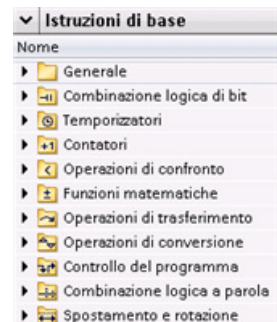 Istruzioni di base
Nome
Generale
Combinazione logica di bit
Temporizzatori
Contatori
Operazioni di confronto
Funzioni matematiche
Operazioni di trasferimento
Operazioni di conversione
Controllo del programma
Combinazione logica a parola
Spostamento e rotazione